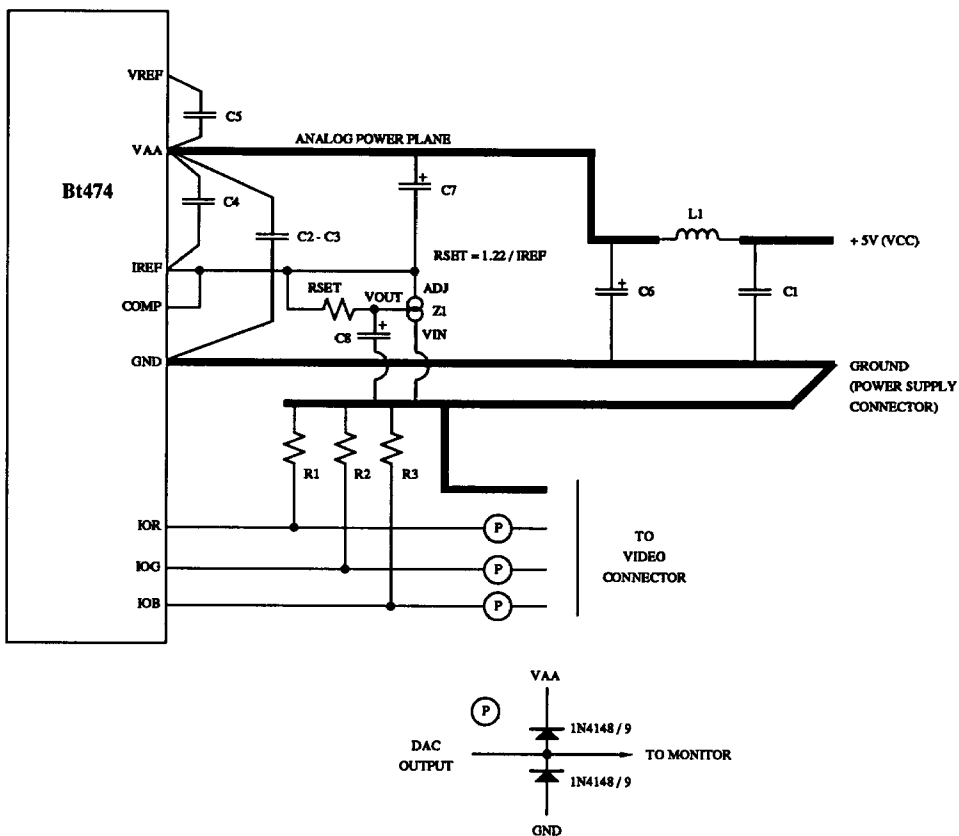 VREF
C5
VAA
ANALOG POWER PLANE
Bt474
C4
C7
C2 - C3
L1
+ 5V (VCC)
IREF
RSET = 1.22 / IREF
COMP
RSET
VOUT
ADJ
Z1
VIN
C8
C6
C1
GND
GROUND
(POWER SUPPLY
CONNECTOR)
R1
R2
R3
IOR
P
IOG
P
IOB
P
TO
VIDEO
CONNECTOR
VAA
P
1N4148 / 9
DAC
OUTPUT
TO MONITOR
1N4148 / 9
GND